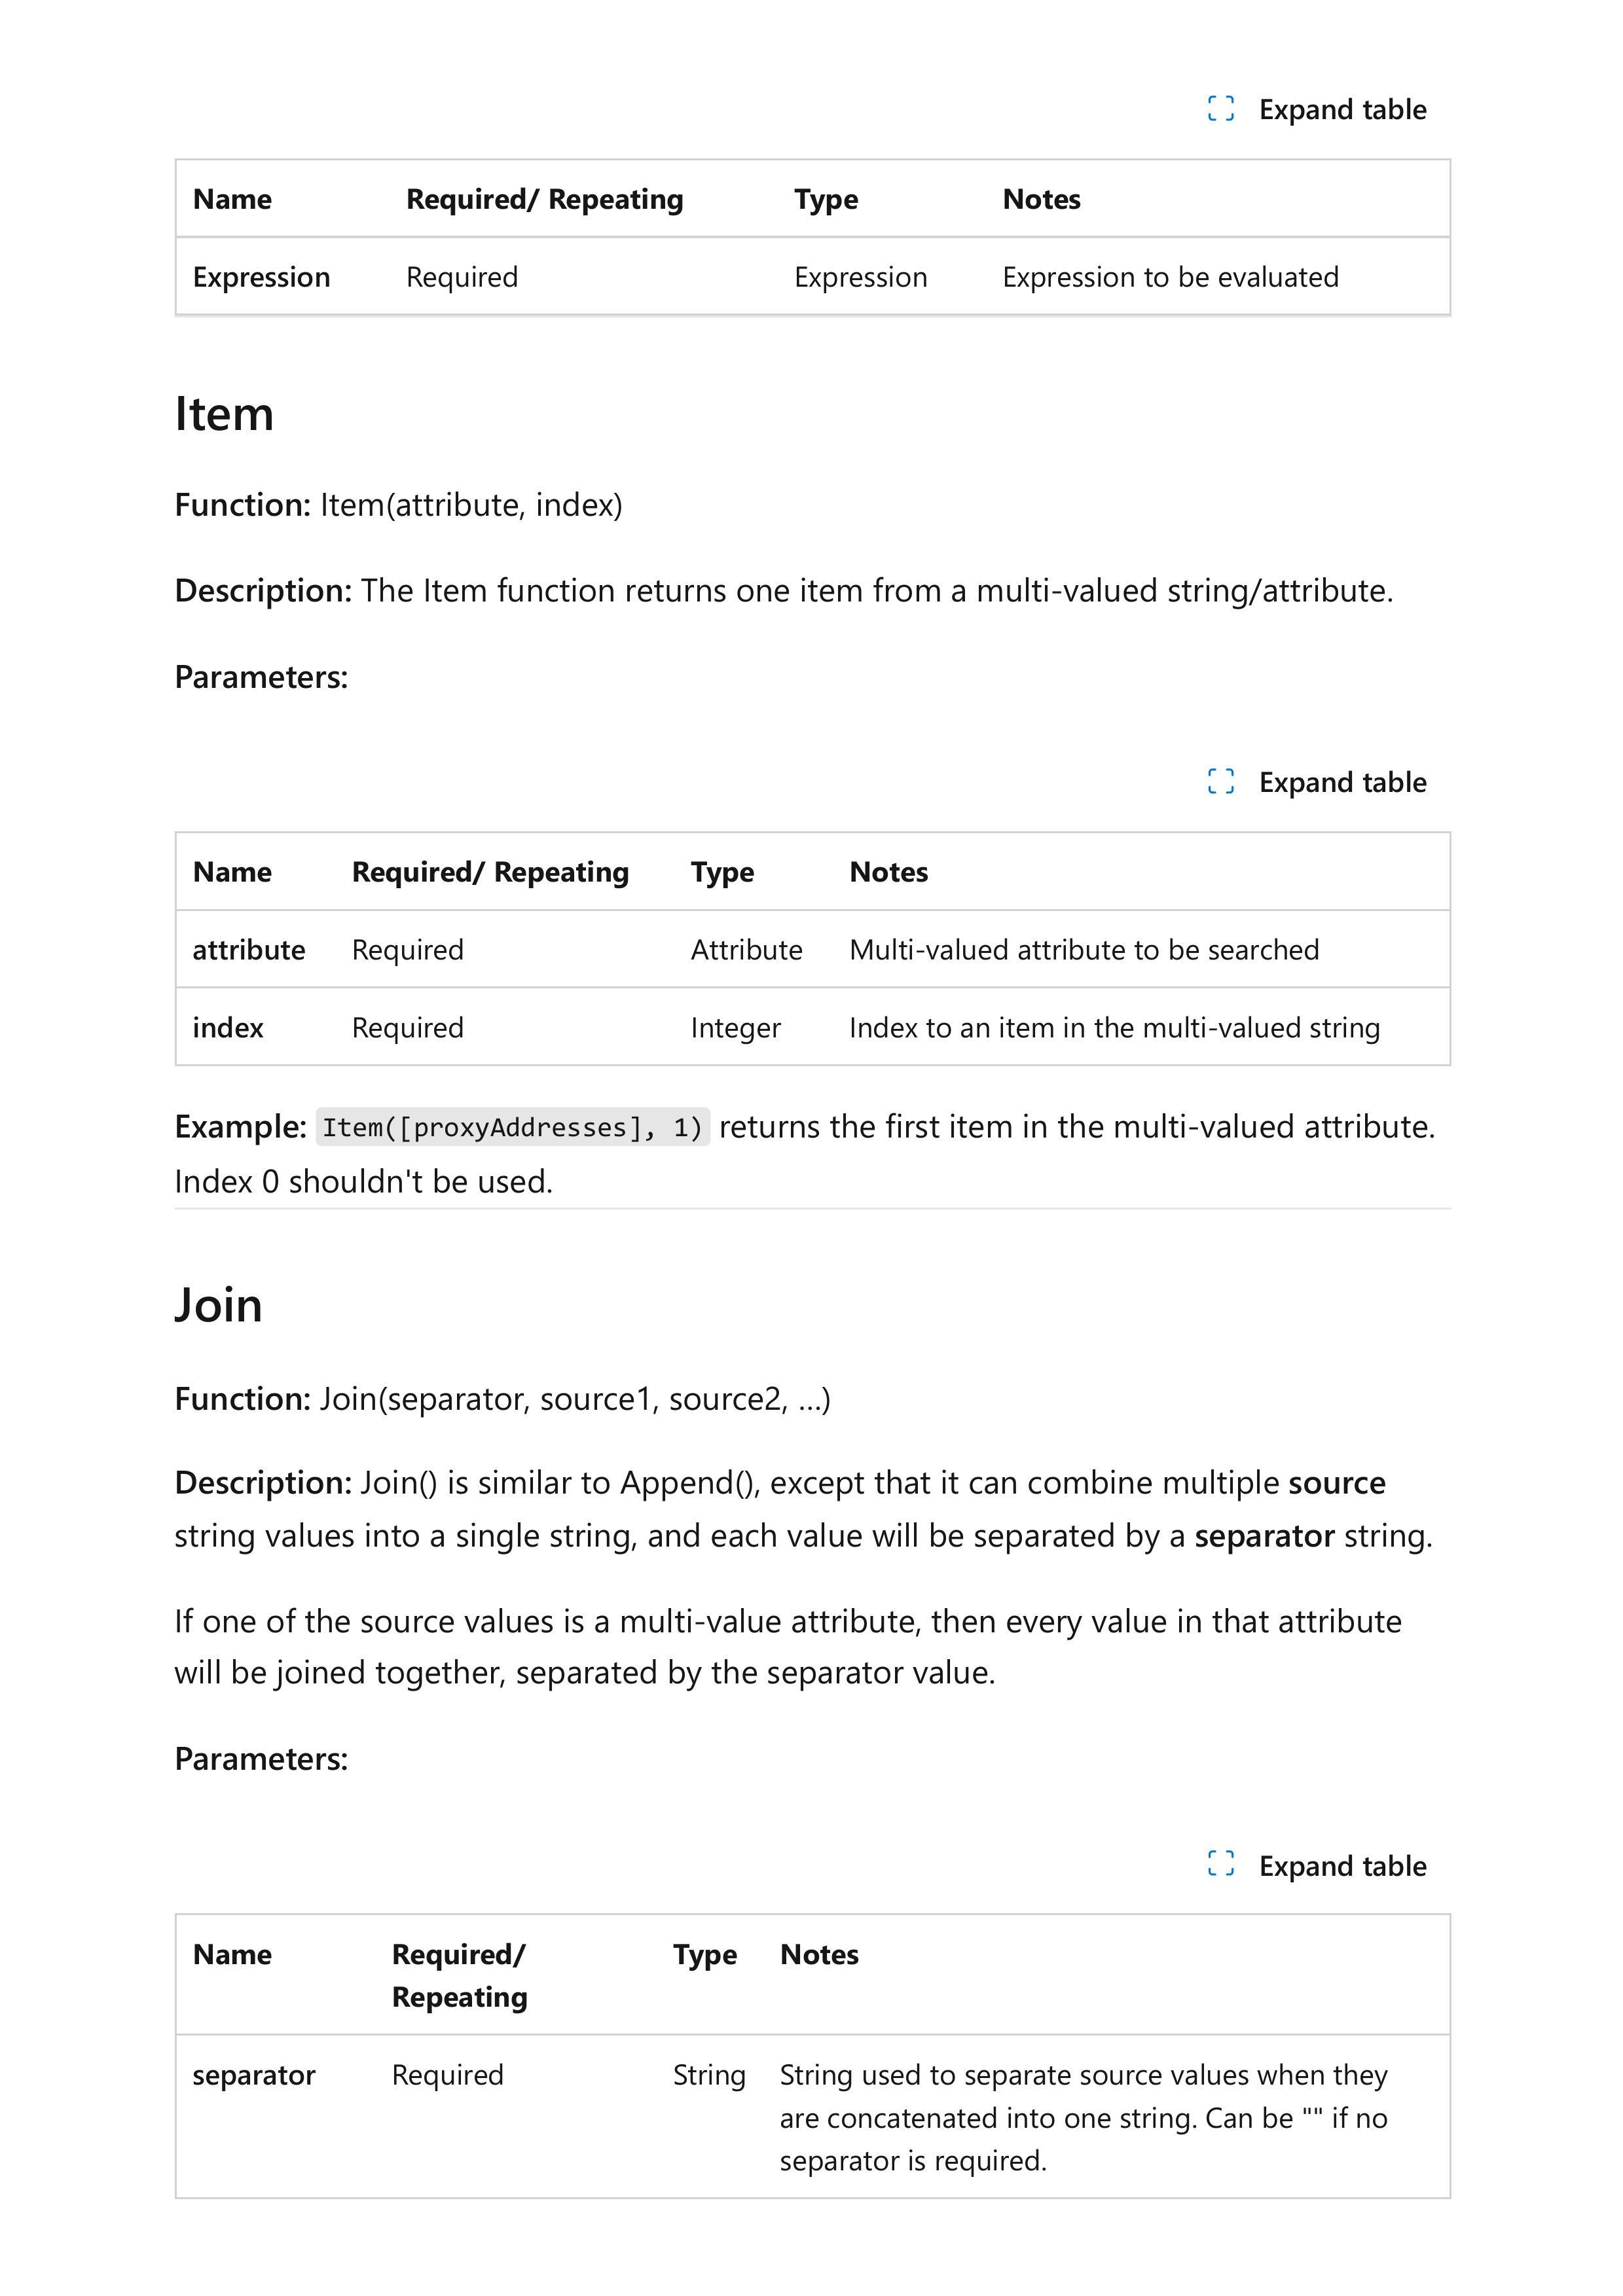 Expand table
Name Required/ Repeating Type Notes
Expression Required Expression Expression to be evaluated
Item
Function: Item(attribute, index)
Description: The Item function returns one item from a multi-valued string/attribute.
Parameters:
Expand table
Name Required/ Repeating Type Notes
attribute Required Attribute Multi-valued attribute to be searched
index Required Integer Index to an item in the multi-valued string
Example: Item([proxyAddresses], 1) returns the first item in the multi-valued attribute.
Index 0 shouldn't be used.
Join
Function: Join(separator, source1, source2, …)
Description: Join() is similar to Append(), except that it can combine multiple source
string values into a single string, and each value will be separated by a separator string.
If one of the source values is a multi-value attribute, then every value in that attribute
will be joined together, separated by the separator value.
Parameters:
Expand table
Name Required/ Type Notes
Repeating
separator Required String String used to separate source values when they
are concatenated into one string. Can be "" if no
separator is required.